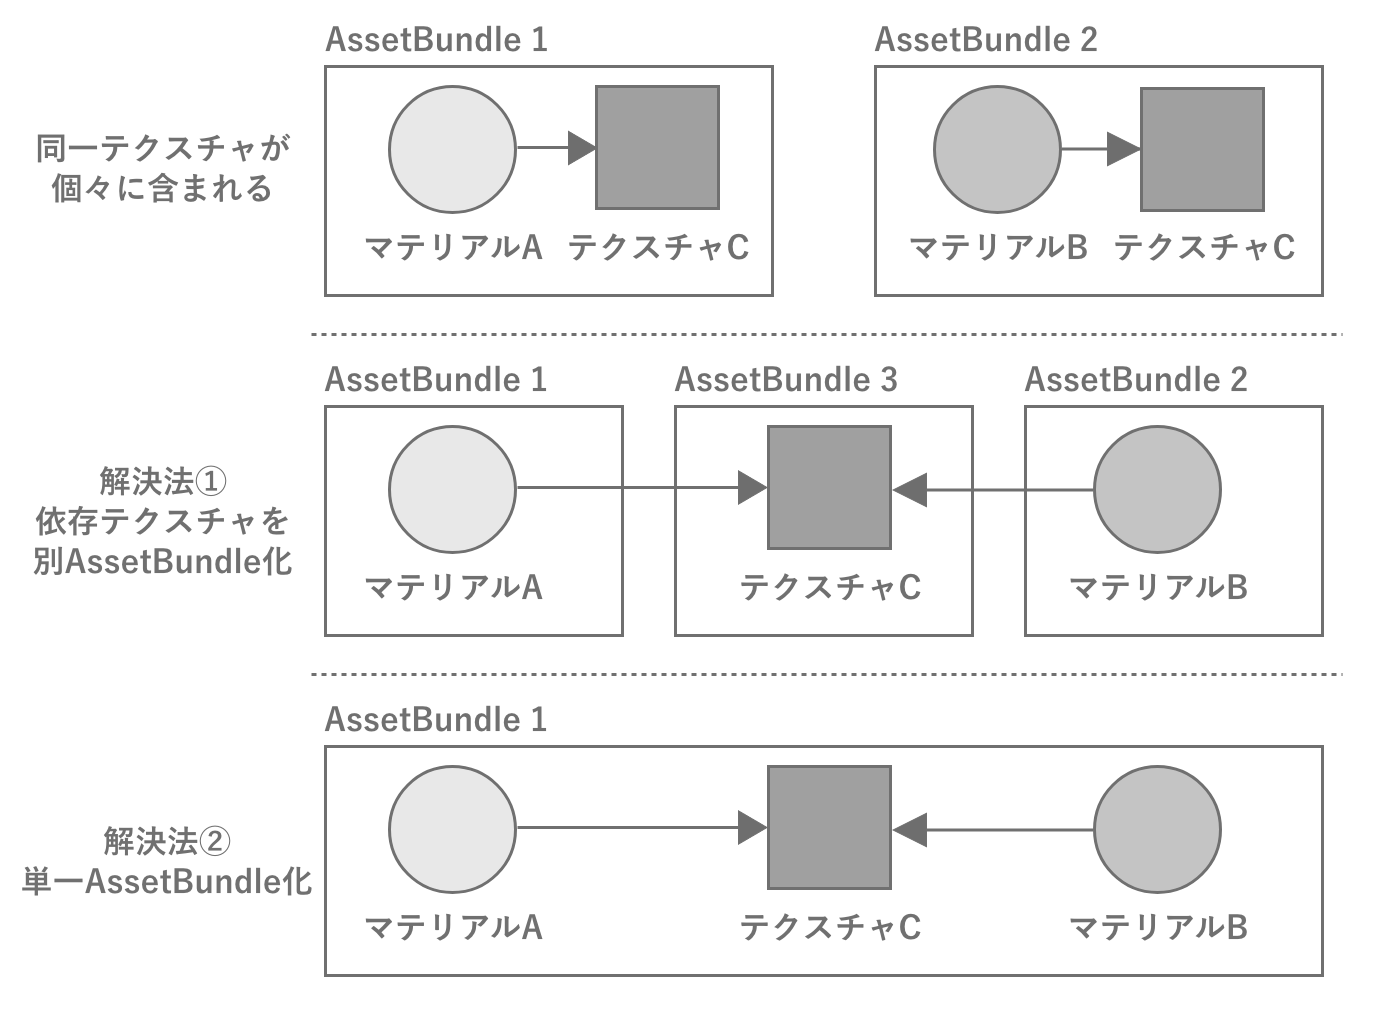 AssetBundle 1
AssetBundle 2
同一テクスチャが
個々に含まれる
マテリアルA
テクスチャC
マテリアルB
テクスチャC
AssetBundle 1
AssetBundle 3
AssetBundle 2
解決法①
依存テクスチャを
別AssetBundle化
マテリアルA
テクスチャC
マテリアルB
AssetBundle 1
解決法②
単一AssetBundle化
マテリアルA
テクスチャC
マテリアルB